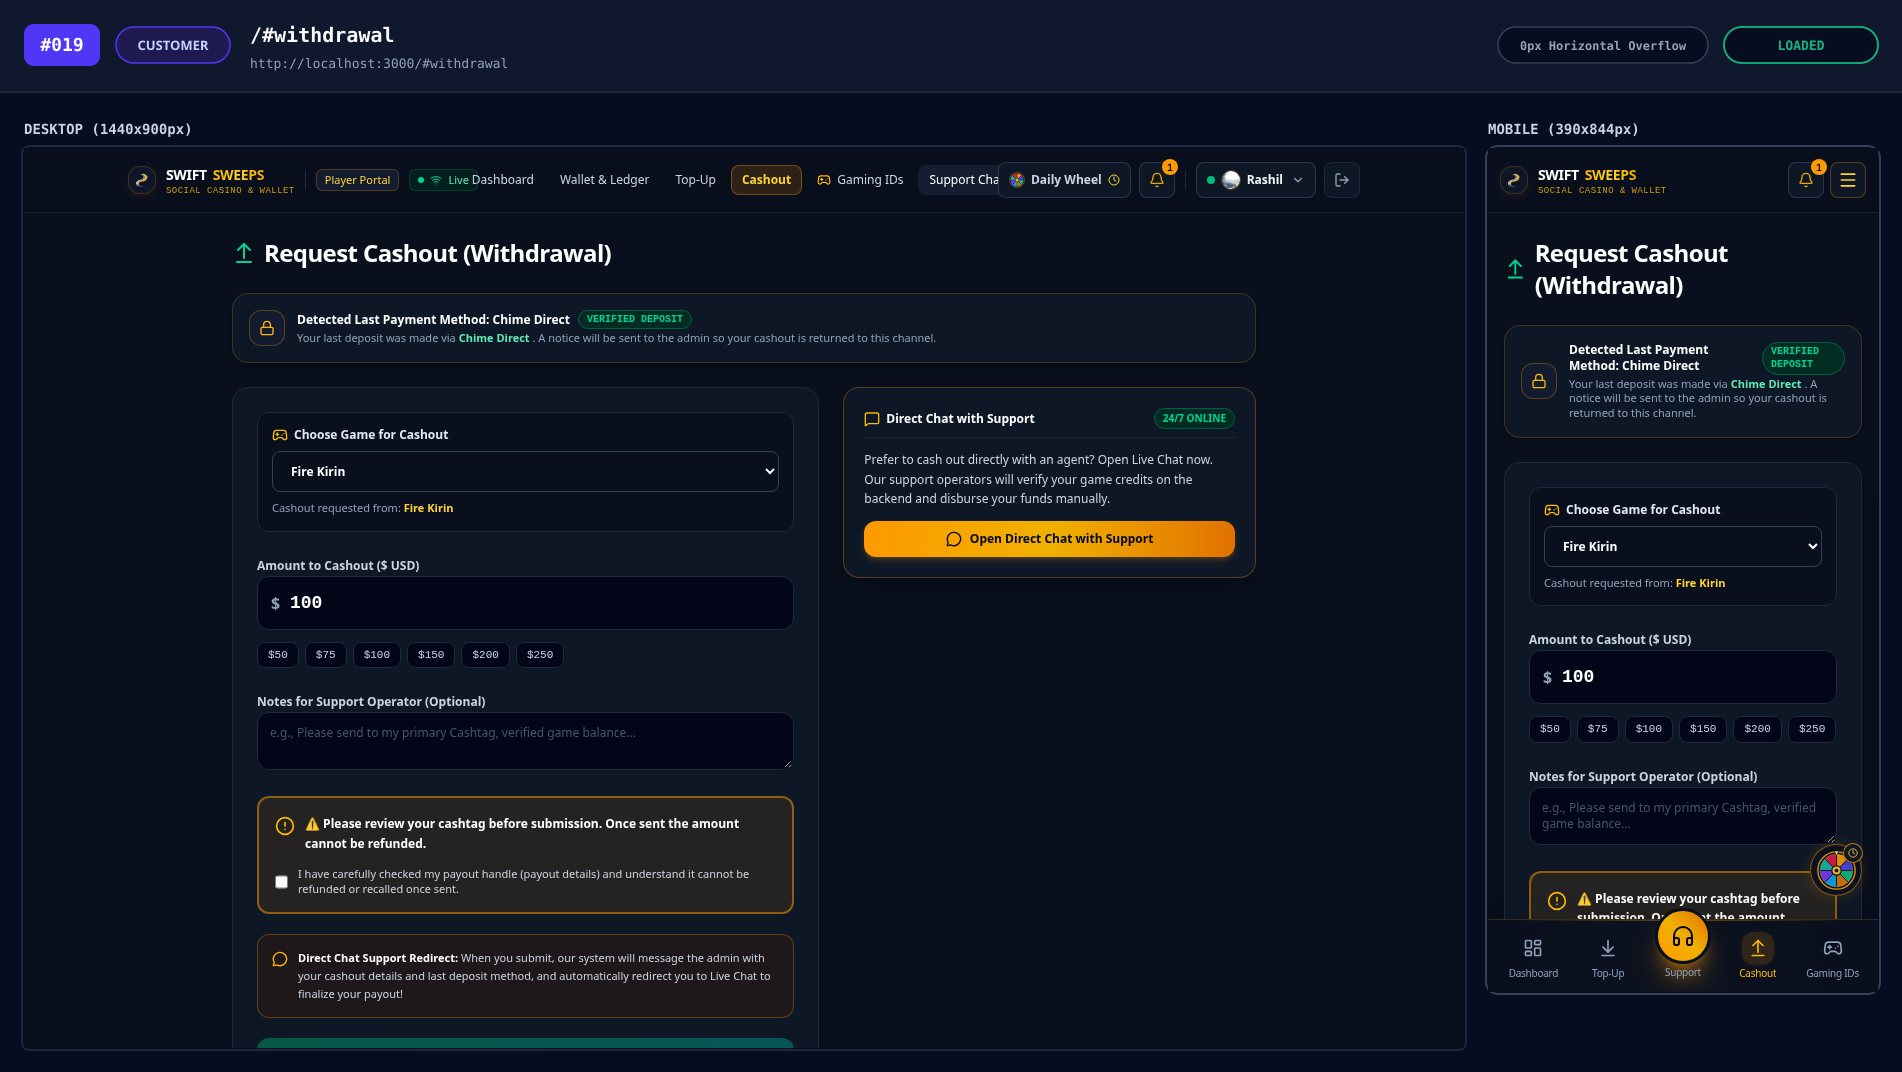 #019
CUSTOMER
/#withdrawal
http://localhost:3000/#withdrawal
0px Horizontal Overflow
LOADED
DESKTOP (1440x900px)
SWIFT SWEEPS
SOCIAL CASINO & WALLET
Player Portal
Live
Dashboard
Wallet & Ledger
Top-Up
Cashout
Gaming IDs
Support Cha
Daily Wheel
1
Rashil
Request Cashout (Withdrawal)
Detected Last Payment Method: Chime Direct
VERIFIED DEPOSIT
Your last deposit was made via Chime Direct . A notice will be sent to the admin so your cashout is returned to this channel.
Choose Game for Cashout
Fire Kirin
Cashout requested from: Fire Kirin
Amount to Cashout ($ USD)
$ 100
$50
$75
$100
$150
$200
$250
Notes for Support Operator (Optional)
e.g., Please send to my primary Cashtag, verified game balance...
⚠️ Please review your cashtag before submission. Once sent the amount
cannot be refunded.
I have carefully checked my payout handle (payout details) and understand it cannot be
refunded or recalled once sent.
Direct Chat Support Redirect: When you submit, our system will message the admin with
your cashout details and last deposit method, and automatically redirect you to Live Chat to
finalize your payout!
Direct Chat with Support
24/7 ONLINE
Prefer to cash out directly with an agent? Open Live Chat now.
Our support operators will verify your game credits on the
backend and disburse your funds manually.
Open Direct Chat with Support
MOBILE (390x844px)
SWIFT SWEEPS
SOCIAL CASINO & WALLET
1
Request Cashout
(Withdrawal)
Detected Last Payment
Method: Chime Direct
VERIFIED
DEPOSIT
Your last deposit was made via Chime Direct . A
notice will be sent to the admin so your cashout is
returned to this channel.
Choose Game for Cashout
Fire Kirin
Cashout requested from: Fire Kirin
Amount to Cashout ($ USD)
$ 100
$50
$75
$100
$150
$200
$250
Notes for Support Operator (Optional)
e.g., Please send to my primary Cashtag, verified
game balance...
⚠️ Please review your cashtag before
submission. the amount
Dashboard
Top-Up
Support
Cashout
Gaming IDs